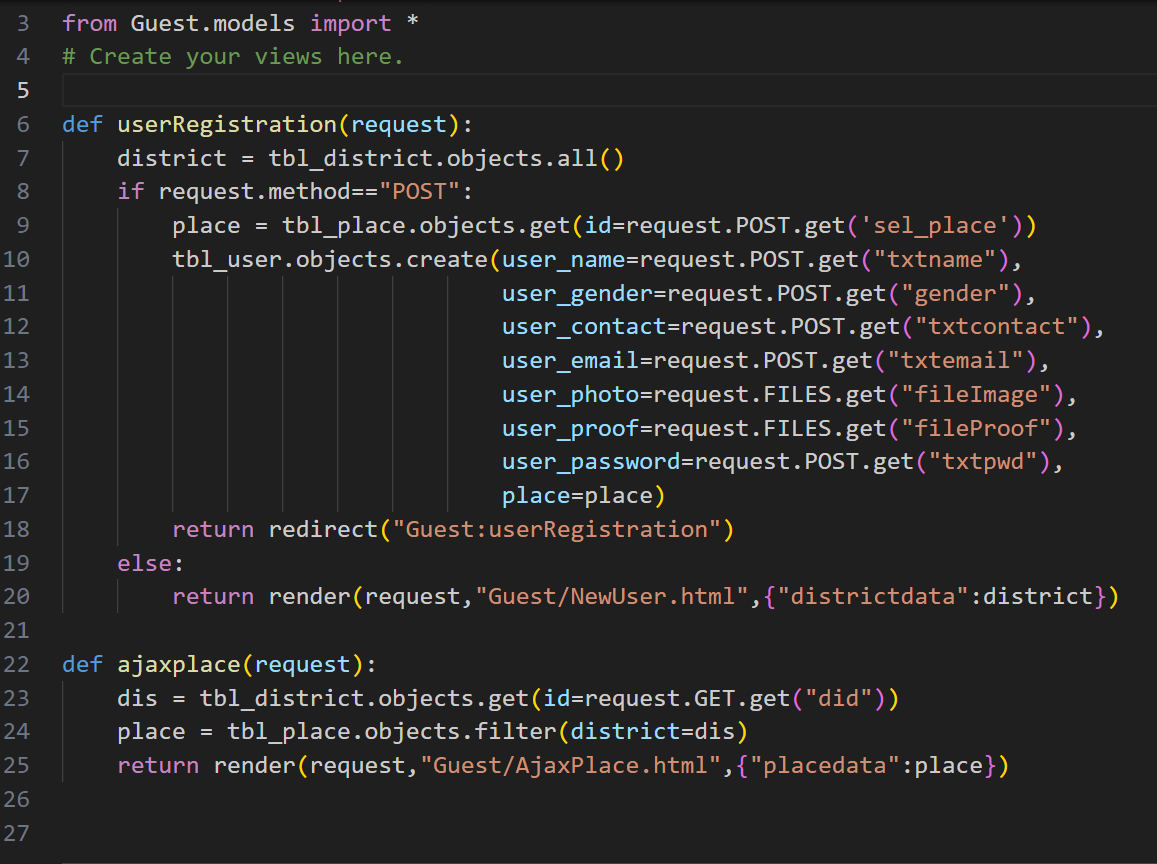 3 from Guest.models import *
4 # Create your views here.
5
6 def userRegistration(request):
7     district = tbl_district.objects.all()
8     if request.method=="POST":
9         place = tbl_place.objects.get(id=request.POST.get('sel_place'))
10         tbl_user.objects.create(user_name=request.POST.get("txtname"),
11                                 user_gender=request.POST.get("gender"),
12                                 user_contact=request.POST.get("txtcontact"),
13                                 user_email=request.POST.get("txtemail"),
14                                 user_photo=request.FILES.get("fileImage"),
15                                 user_proof=request.FILES.get("fileProof"),
16                                 user_password=request.POST.get("txtpwd"),
17                                 place=place)
18         return redirect("Guest:userRegistration")
19     else:
20         return render(request,"Guest/NewUser.html",{"districtdata":district})
21
22 def ajaxplace(request):
23     dis = tbl_district.objects.get(id=request.GET.get("did"))
24     place = tbl_place.objects.filter(district=dis)
25     return render(request,"Guest/AjaxPlace.html",{"placedata":place})
26
27